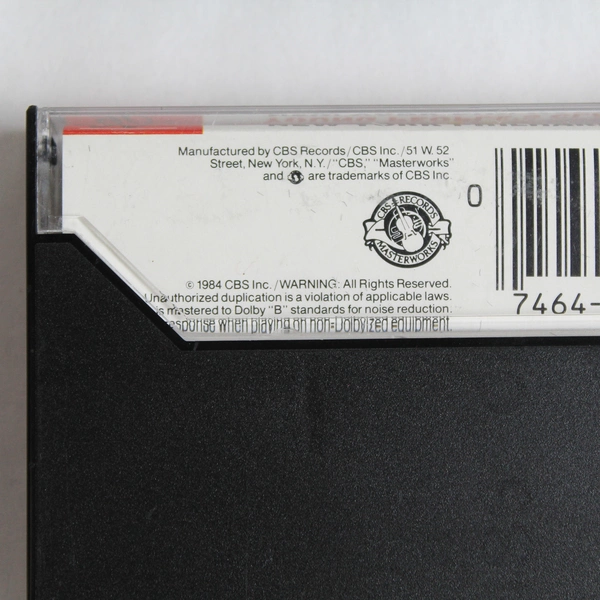 Manufactured by CBS Records/CBS Inc./51 W. 52
Street, New York, N.Y./"CBS," "Masterworks"
and are trademarks of CBS Inc.
CBS RECORDS
MASTERWORKS
0
7464-
© 1984 CBS Inc./WARNING: All Rights Reserved.
Unauthorized duplication is a violation of applicable laws.
is mastered to Dolby "B" standards for noise reduction,
response when playing on non-Dolbyized equipment.